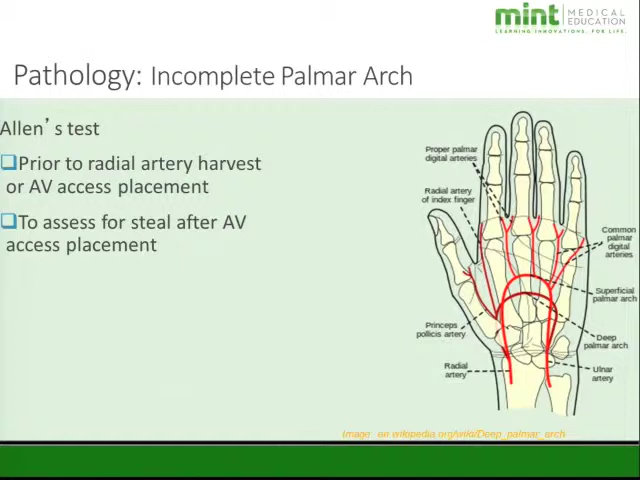 mint MEDICAL EDUCATION
LEARNING INNOVATIONS. FOR LIFE.
Pathology: Incomplete Palmar Arch
Allen's test
Prior to radial artery harvest
or AV access placement
To assess for steal after AV
access placement
Proper palmar
digital arteries
Radial artery
of index finger
Common
palmar
digital
arteries
Superficial
palmar arch
Princeps
pollicis artery
Deep
palmar arch
Radial
artery
Ulnar
artery
Image on wikipedia.org/wiki/Deep_palmar_arch